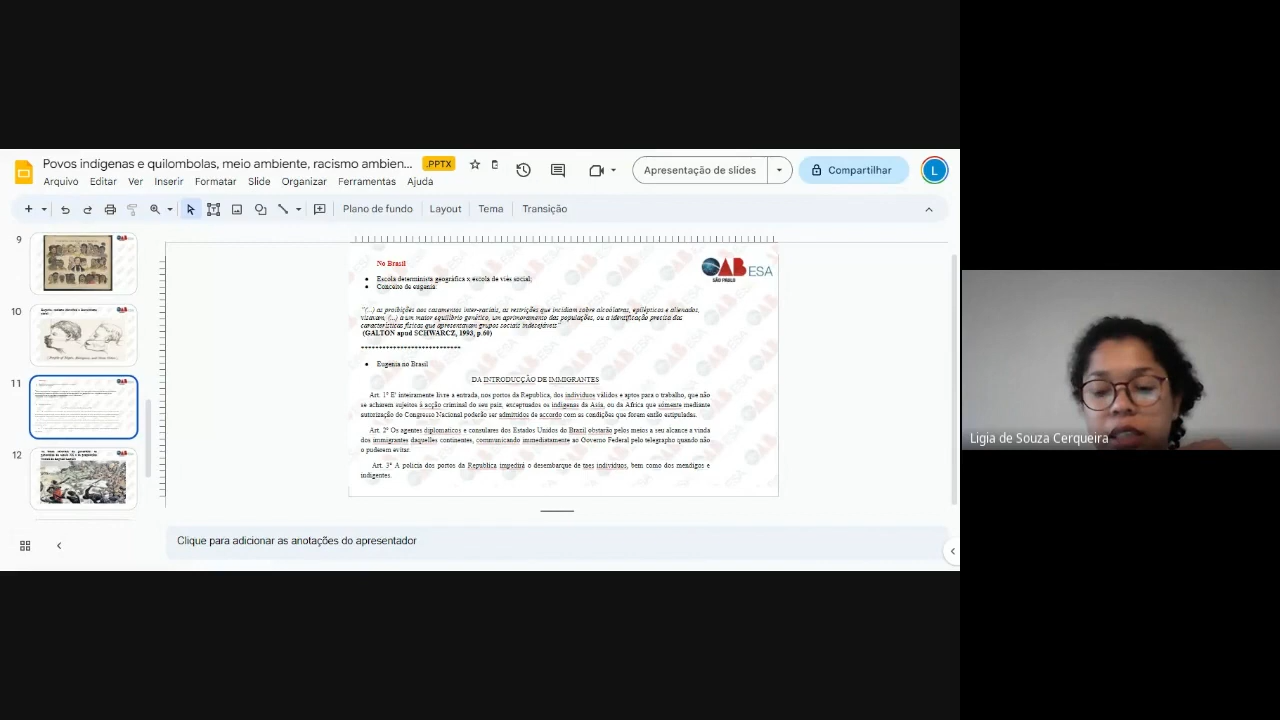 Povos indígenas e quilombolas, meio ambiente, racismo ambien...
.PPTX
Arquivo Editar Ver Inserir Formatar Slide Organizar Ferramentas Ajuda
Apresentação de slides
Compartilhar
L
Plano de fundo Layout Tema Transição
9
10
11
12
No Brasil
OAB ESA
SÃO PAULO
• Escola determinista geográfica x escola de viés social;
• Conceito de eugenia:
"(...) as proibições aos casamentos inter-raciais, as restrições que incidiam sobre alcoólatras, epilépticos e alienados,
visavam, (...) a um maior equilíbrio genético, um aprimoramento das populações, ou a identificação precisa das
características físicas que apresentavam grupos sociais indesejáveis"
(GALTON apud SCHWARCZ, 1993, p.60)
• Eugenia no Brasil
DA INTRODUCÇÃO DE IMMIGRANTES
Art. 1º E' inteiramente livre a entrada, nos portos da Republica, dos individuos válidos e aptos para o trabalho, que não
se acharem sujeitos á acção criminal do seu paiz, exceptuados os indigenas da Asia, ou da Africa que sómente mediante
autorização do Congresso Nacional poderão ser admittidos de accordo com as condições que forem então estipuladas.
Art. 2º Os agentes diplomaticos e consulares dos Estados Unidos do Brazil obstarão pelos meios a seu alcance a vinda
dos immigrantes daquelles continentes, communicando immediatamente ao Governo Federal pelo telegrapho quando não
o puderem evitar.
Art. 3º A policia dos portos da Republica impedirá o desembarque de taes individuos, bem como dos mendigos e
indigentes.
Clique para adicionar as anotações do apresentador
Ligia de Souza Cerqueira